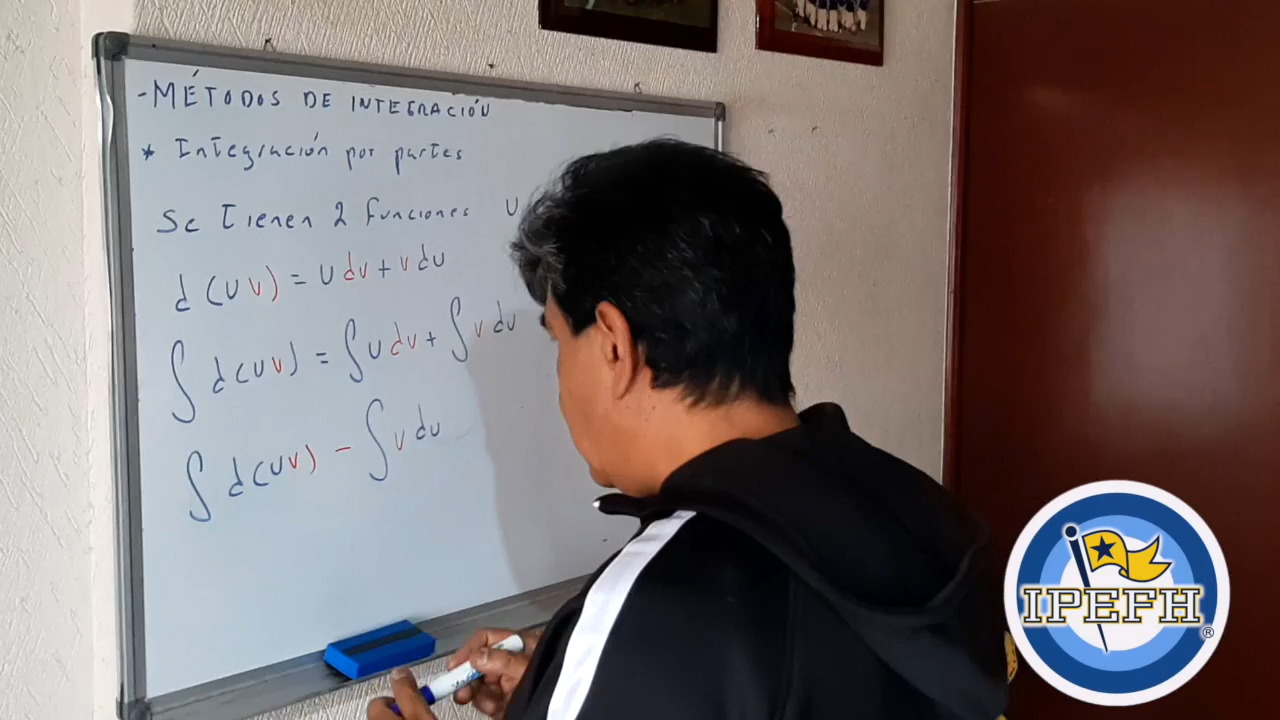 - MÉTODOS DE INTEGRACIÓN
* Integración por partes
Se tienen 2 funciones u
d(uv) = u dv + v du
∫ d(uv) = ∫ u dv + ∫ v du
∫ d(uv) - ∫ v du
IPEFH
®